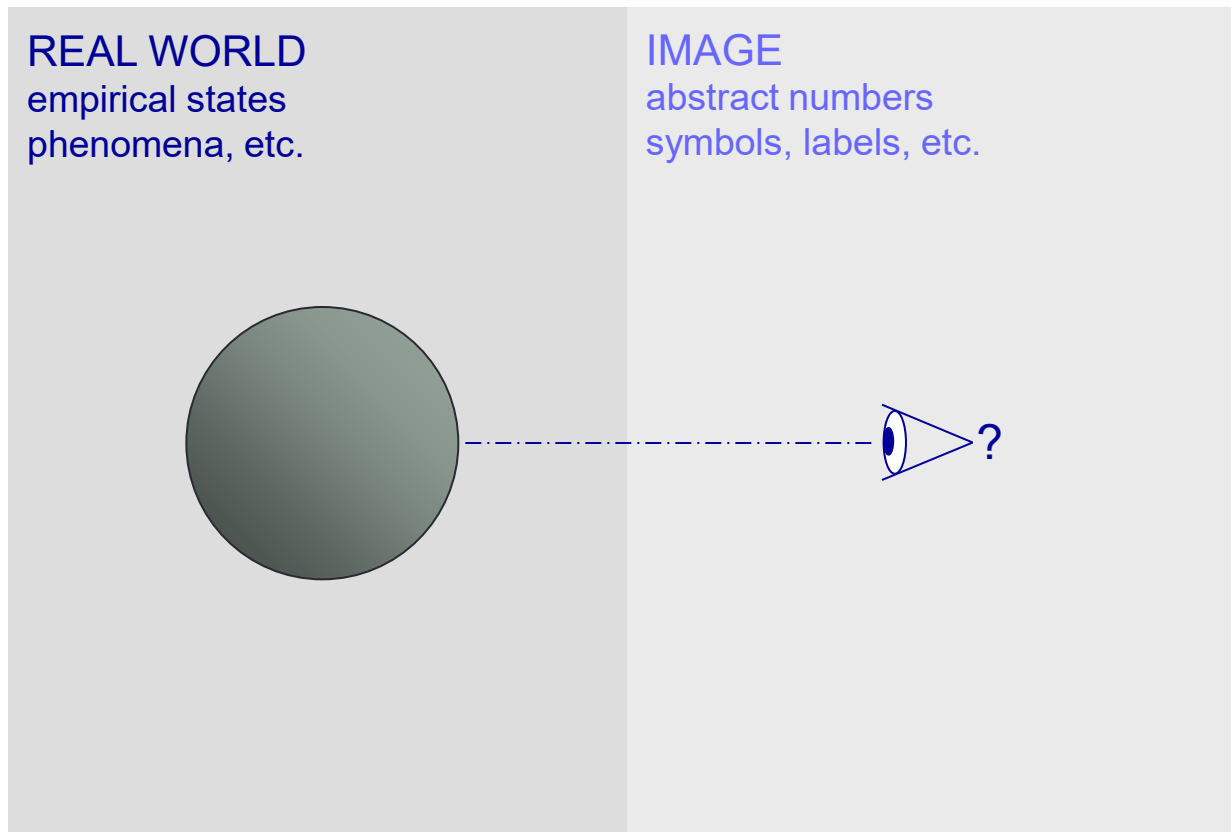 REAL WORLD
empirical states
phenomena, etc.
IMAGE
abstract numbers
symbols, labels, etc.
?